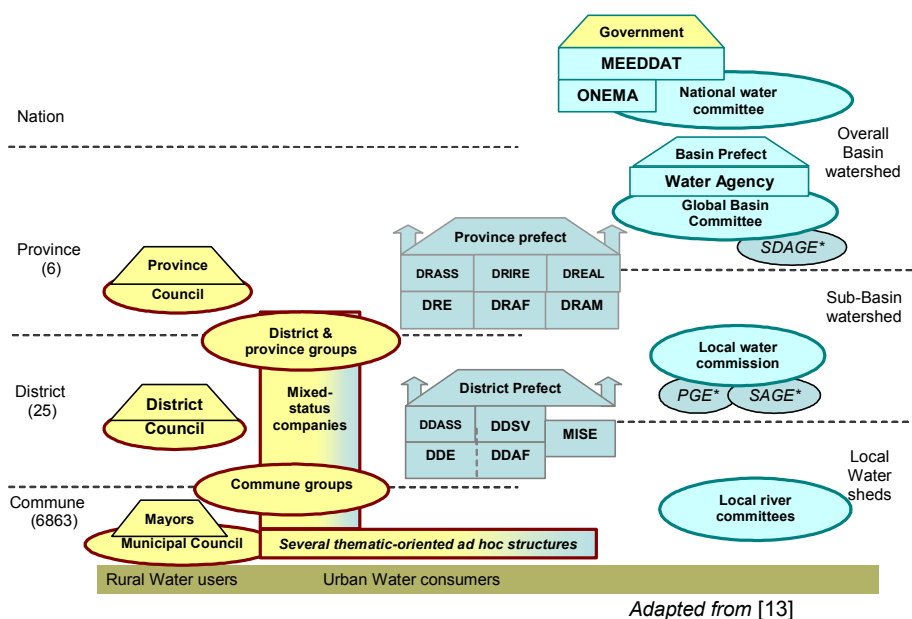 Government
MEEDDAT
ONEMA
National water
committee
Nation
Overall
Basin
watershed
Basin Prefect
Water Agency
Global Basin
Committee
SDAGE*
Province
(6)
Province
Council
Province prefect
DRASS
DRIRE
DREAL
DRE
DRAF
DRAM
Sub-Basin
watershed
District &
province groups
Local water
commission
PGE*
SAGE*
District
(25)
District
Council
Mixed-
status
companies
District Prefect
DDASS
DDSV
MISE
DDE
DDAF
Local
Water
sheds
Commune groups
Commune
(6863)
Mayors
Municipal Council
Several thematic-oriented ad hoc structures
Local river
committees
Rural Water users
Urban Water consumers
Adapted from [13]